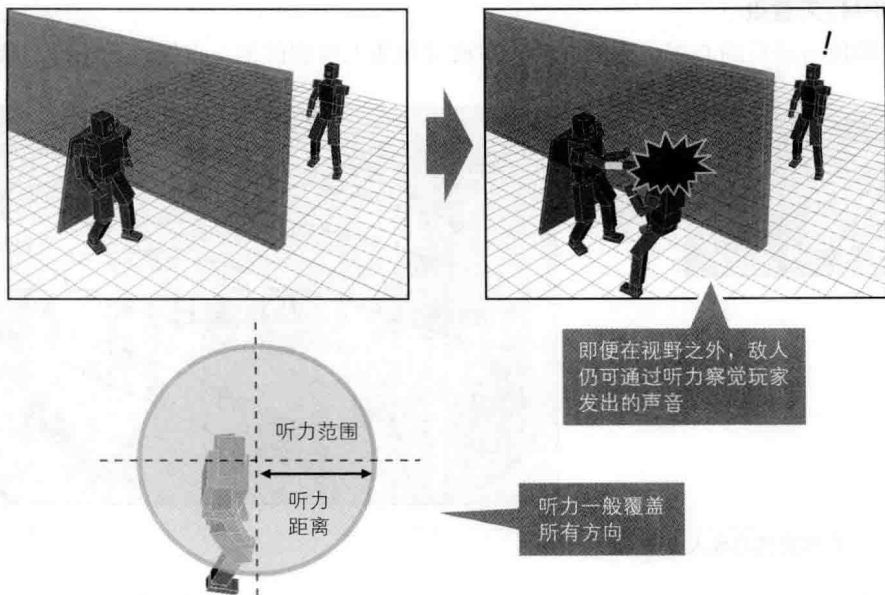 !
即便在视野之外，敌人
仍可通过听力察觉玩家
发出的声音
听力范围
听力
距离
听力一般覆盖
所有方向